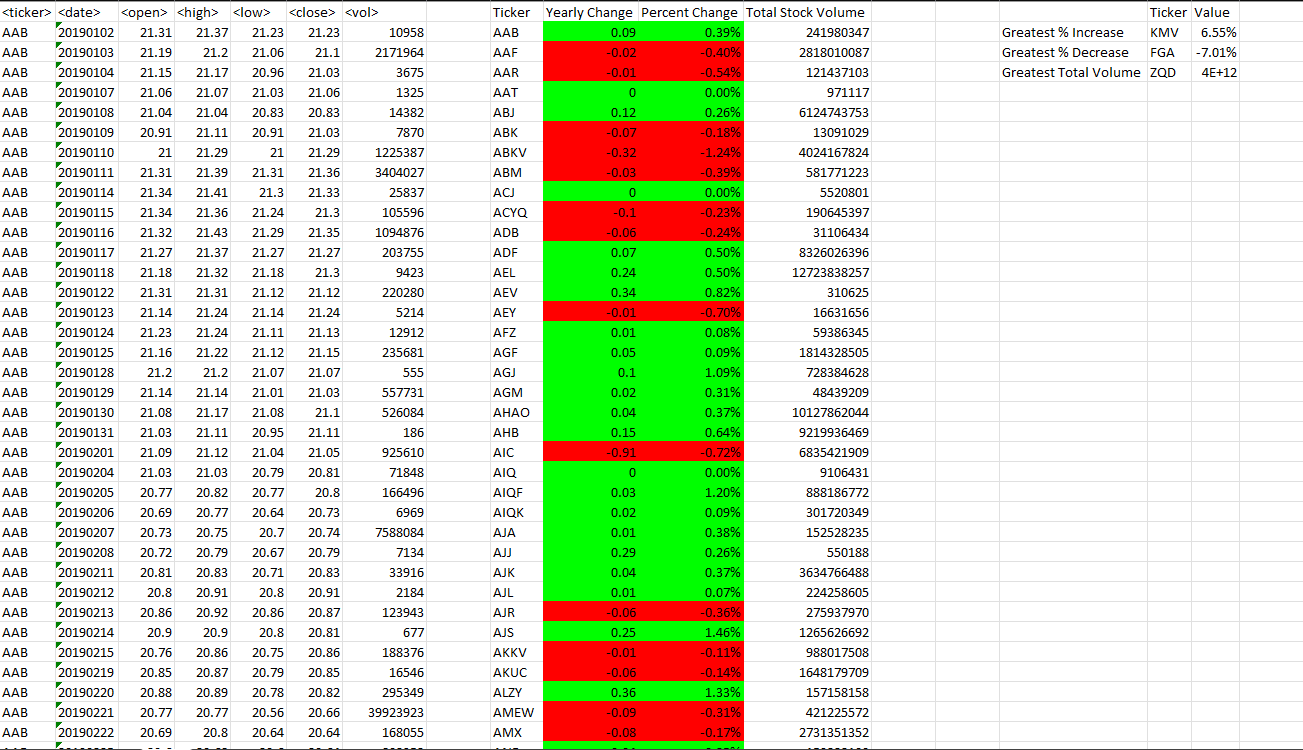 <ticker> <date> <open> <high> <low> <close> <vol> Ticker Yearly Change Percent Change Total Stock Volume Ticker Value
AAB 20190102 21.31 21.37 21.23 21.23 10958 AAB 0.09 0.39% 241980347 Greatest % Increase KMV 6.55%
AAB 20190103 21.19 21.2 21.06 21.1 2171964 AAF -0.02 -0.40% 2818010087 Greatest % Decrease FGA -7.01%
AAB 20190104 21.15 21.17 20.96 21.03 3675 AAR -0.01 -0.54% 121437103 Greatest Total Volume ZQD 4E+12
AAB 20190107 21.06 21.07 21.03 21.06 1325 AAT 0 0.00% 971117
AAB 20190108 21.04 21.04 20.83 20.83 14382 ABJ 0.12 0.26% 6124743753
AAB 20190109 20.91 21.11 20.91 21.03 7870 ABK -0.07 -0.18% 13091029
AAB 20190110 21 21.29 21 21.29 1225387 ABKV -0.32 -1.24% 4024167824
AAB 20190111 21.31 21.39 21.31 21.36 3404027 ABM -0.03 -0.39% 581771223
AAB 20190114 21.34 21.41 21.3 21.33 25837 ACJ 0 0.00% 5520801
AAB 20190115 21.34 21.36 21.24 21.3 105596 ACYQ -0.1 -0.23% 190645397
AAB 20190116 21.32 21.43 21.29 21.35 1094876 ADB -0.06 -0.24% 31106434
AAB 20190117 21.27 21.37 21.27 21.27 203755 ADF 0.07 0.50% 8326026396
AAB 20190118 21.18 21.32 21.18 21.3 9423 AEL 0.24 0.50% 12723838257
AAB 20190122 21.31 21.31 21.12 21.12 220280 AEV 0.34 0.82% 310625
AAB 20190123 21.14 21.24 21.14 21.24 5214 AEY -0.01 -0.70% 16631656
AAB 20190124 21.23 21.24 21.11 21.13 12912 AFZ 0.01 0.08% 59386345
AAB 20190125 21.16 21.22 21.12 21.15 235681 AGF 0.05 0.09% 1814328505
AAB 20190128 21.2 21.2 21.07 21.07 555 AGJ 0.1 1.09% 728384628
AAB 20190129 21.14 21.14 21.01 21.03 557731 AGM 0.02 0.31% 48439209
AAB 20190130 21.08 21.17 21.08 21.1 526084 AHAO 0.04 0.37% 10127862044
AAB 20190131 21.03 21.11 20.95 21.11 186 AHB 0.15 0.64% 9219936469
AAB 20190201 21.09 21.12 21.04 21.05 925610 AIC -0.91 -0.72% 6835421909
AAB 20190204 21.03 21.03 20.79 20.81 71848 AIQ 0 0.00% 9106431
AAB 20190205 20.77 20.82 20.77 20.8 166496 AIQF 0.03 1.20% 888186772
AAB 20190206 20.69 20.77 20.64 20.73 6969 AIQK 0.02 0.09% 301720349
AAB 20190207 20.73 20.75 20.7 20.74 7588084 AJA 0.01 0.38% 152528235
AAB 20190208 20.72 20.79 20.67 20.79 7134 AJJ 0.29 0.26% 550188
AAB 20190211 20.81 20.83 20.71 20.83 33916 AJK 0.04 0.37% 3634766488
AAB 20190212 20.8 20.91 20.8 20.91 2184 AJL 0.01 0.07% 224258605
AAB 20190213 20.86 20.92 20.86 20.87 123943 AJR -0.06 -0.36% 275937970
AAB 20190214 20.9 20.9 20.8 20.81 677 AJS 0.25 1.46% 1265626692
AAB 20190215 20.76 20.86 20.75 20.86 188376 AKKV -0.01 -0.11% 988017508
AAB 20190219 20.85 20.87 20.79 20.85 16546 AKUC -0.06 -0.14% 1648179709
AAB 20190220 20.88 20.89 20.78 20.82 295349 ALZY 0.36 1.33% 157158158
AAB 20190221 20.77 20.77 20.56 20.66 39923923 AMEW -0.09 -0.31% 421225572
AAB 20190222 20.69 20.8 20.64 20.64 168055 AMX -0.08 -0.17% 2731351352